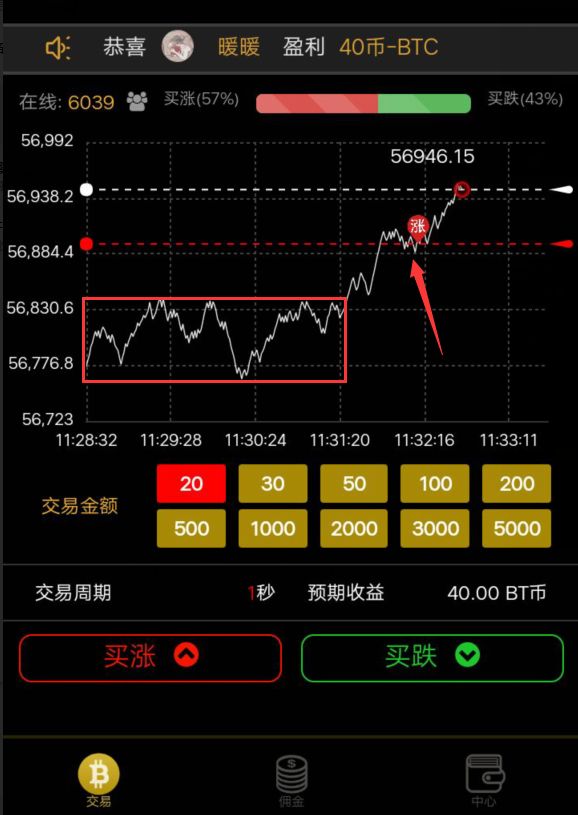 恭喜 暖暖 盈利 40币-BTC
在线: 6039 买涨(57%) 买跌(43%)
56,992
56946.15
56,938.2
涨
56,884.4
56,830.6
56,776.8
56,723
11:28:32 11:29:28 11:30:24 11:31:20 11:32:16 11:33:11
交易金额
20 30 50 100 200
500 1000 2000 3000 5000
交易周期 1秒 预期收益 40.00 BT币
买涨 买跌
交易 佣金 中心